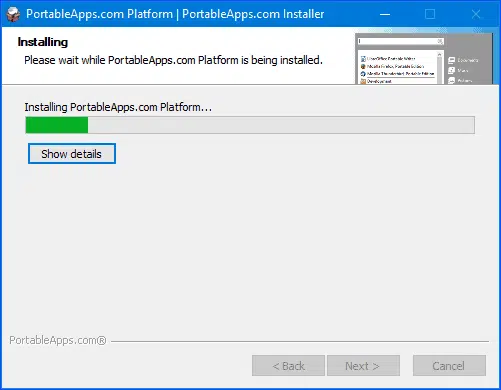 PortableApps.com Platform | PortableApps.com Installer
Installing
Please wait while PortableApps.com Platform is being installed.
LibreOffice Portable Writer
Mozilla Firefox, Portable Edition
Mozilla Thunderbird, Portable Edition
Development
Documents
Music
Pictures
Installing PortableApps.com Platform...
Show details
PortableApps.com®
< Back
Next >
Cancel